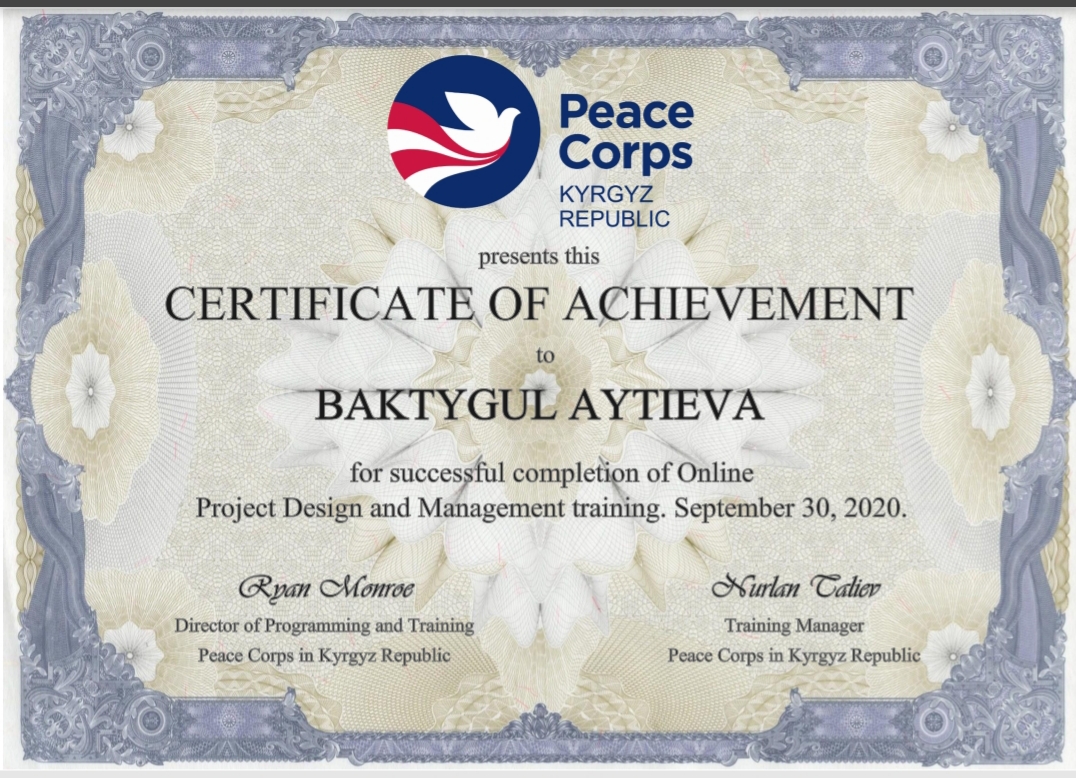 Peace
Corps
KYRGYZ
REPUBLIC
presents this
CERTIFICATE OF ACHIEVEMENT
to
BAKTYGUL AYTIEVA
for successful completion of Online
Project Design and Management training. September 30, 2020.
Ryan Monroe
Director of Programming and Training
Peace Corps in Kyrgyz Republic
Nurlan Taliev
Training Manager
Peace Corps in Kyrgyz Republic